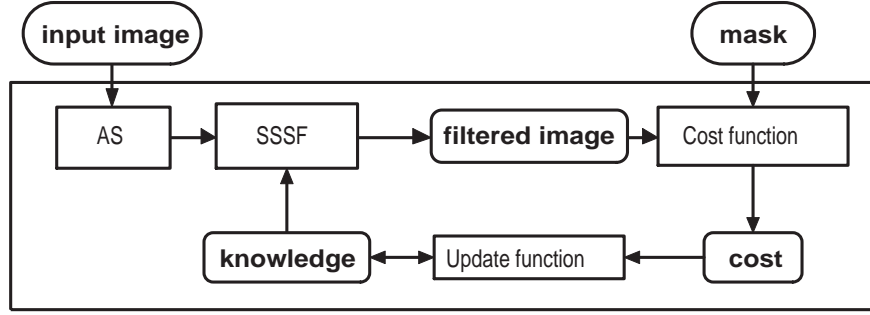 input image
mask
AS
SSSF
filtered image
Cost function
knowledge
Update function
cost